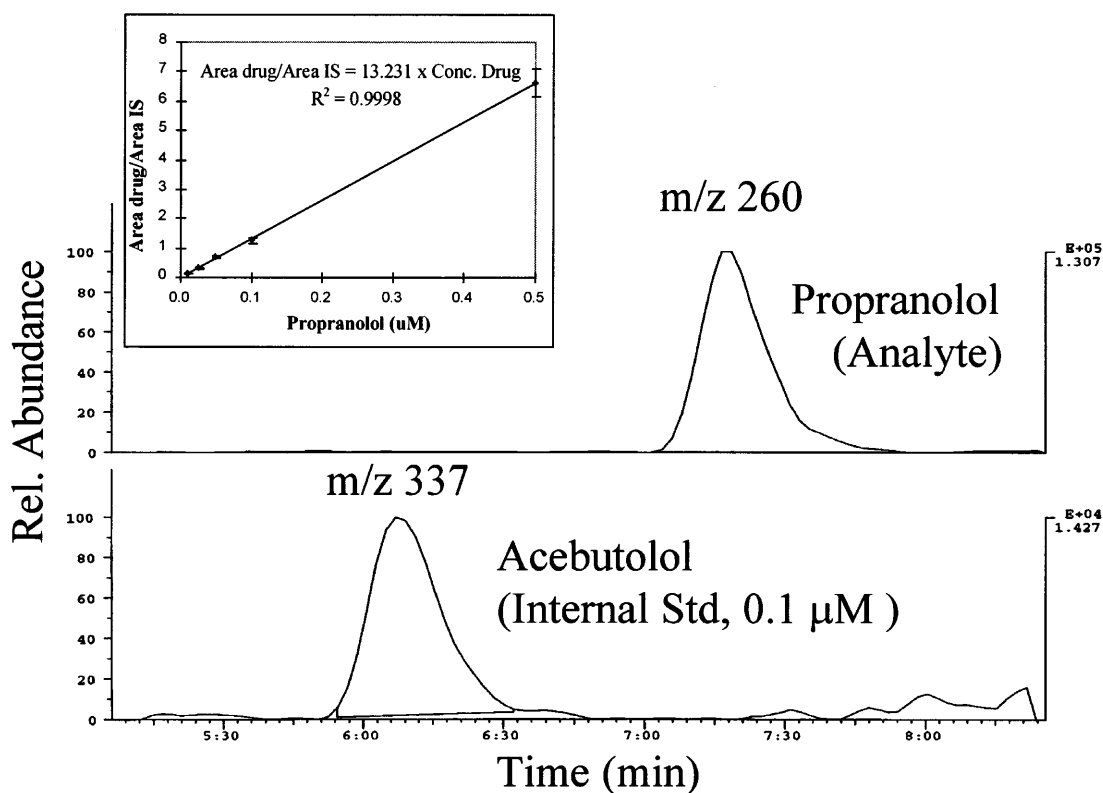 8
7
6
5
4
3
2
1
0
Area drug/Area IS
Area drug/Area IS = 13.231 x Conc. Drug
R² = 0.9998
0.0 0.1 0.2 0.3 0.4 0.5
Propranolol (uM)
Rel. Abundance
m/z 260
100
80
60
40
20
0
E+05
1.307
Propranolol
(Analyte)
m/z 337
100
80
60
40
20
0
E+04
1.427
Acebutolol
(Internal Std, 0.1 μM )
5:30 6:00 6:30 7:00 7:30 8:00
Time (min)